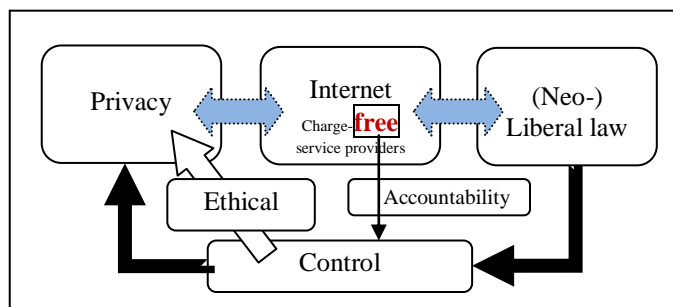 Privacy
Internet
Charge-free
service providers
(Neo-)
Liberal law
Ethical
Accountability
Control